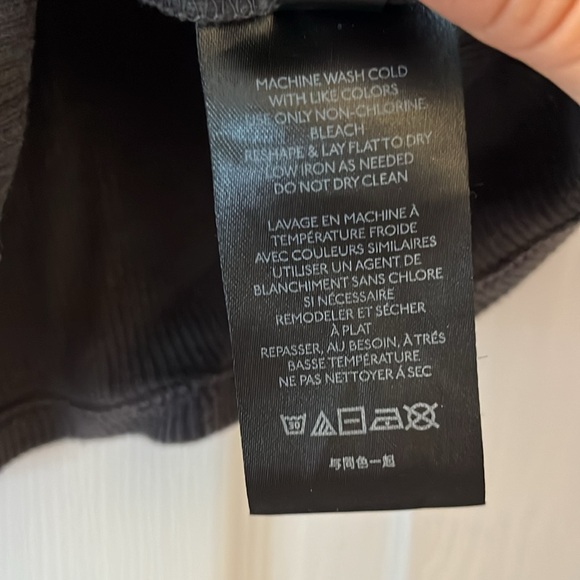 MACHINE WASH COLD
WITH LIKE COLORS
USE ONLY NON-CHLORINE
BLEACH
RESHAPE & LAY FLAT TO DRY
LOW IRON AS NEEDED
DO NOT DRY CLEAN
LAVAGE EN MACHINE À
TEMPÉRATURE FROIDE
AVEC COULEURS SIMILAIRES
UTILISER UN AGENT DE
BLANCHIMENT SANS CHLORE
SI NÉCESSAIRE
REMODELER ET SÉCHER
À PLAT
REPASSER, AU BESOIN, À TRÉS
BASSE TEMPÉRATURE
NE PAS NETTOYER Á SEC
30
与同色一起